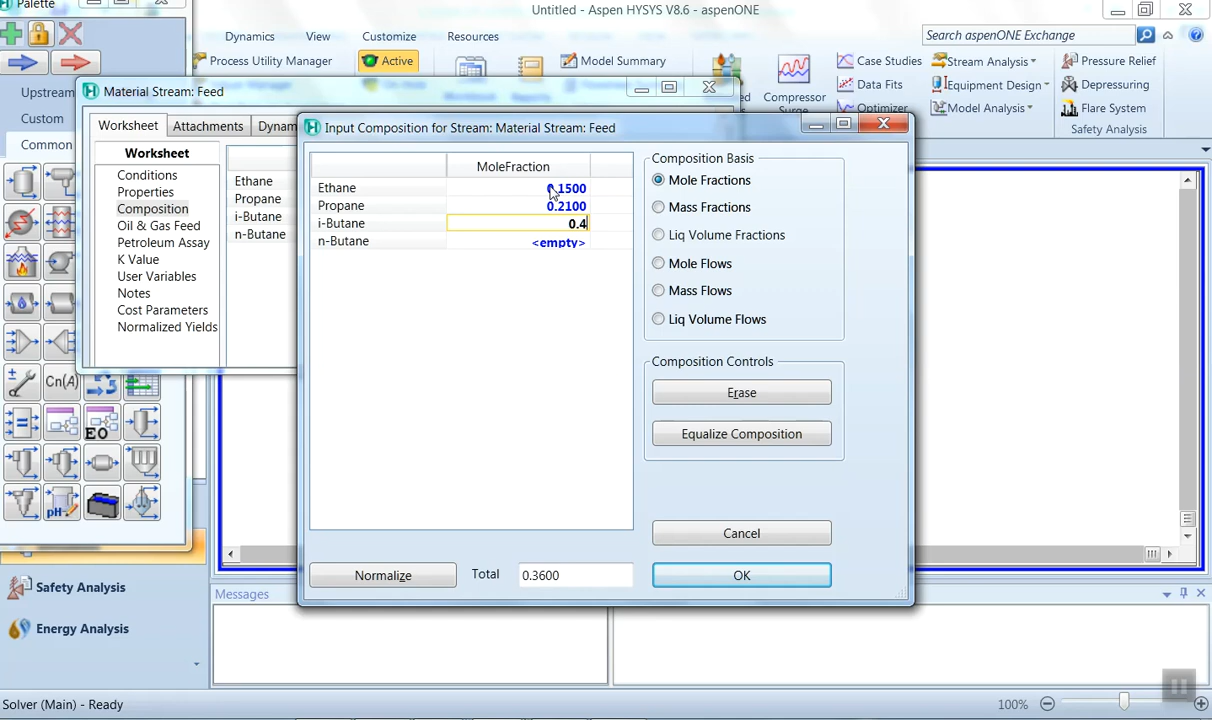 Palette
Untitled - Aspen HYSYS V8.6 - aspenONE
Dynamics View Customize Resources
Search aspenONE Exchange
Process Utility Manager Active Model Summary
Case Studies Stream Analysis Pressure Relief
Data Fits Equipment Design Depressuring
Compressor
Surge
Optimizer Model Analysis Flare System
Safety Analysis
Upstream
Custom
Common
Cn(A)
EO
pH
Material Stream: Feed
Worksheet Attachments Dynam
Worksheet
Conditions
Properties
Composition
Oil & Gas Feed
Petroleum Assay
K Value
User Variables
Notes
Cost Parameters
Normalized Yields
Ethane
Propane
i-Butane
n-Butane
Input Composition for Stream: Material Stream: Feed
MoleFraction
Ethane 0.1500
Propane 0.2100
i-Butane 0.4
n-Butane <empty>
Composition Basis
Mole Fractions
Mass Fractions
Liq Volume Fractions
Mole Flows
Mass Flows
Liq Volume Flows
Composition Controls
Erase
Equalize Composition
Cancel
Normalize Total 0.3600 OK
Safety Analysis
Energy Analysis
Messages
Solver (Main) - Ready
100%